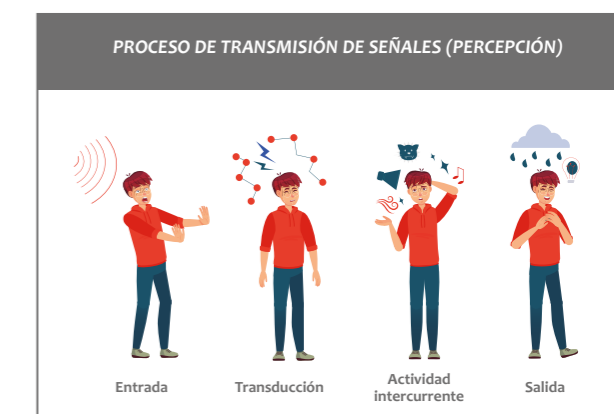 PROCESO DE TRANSMISIÓN DE SEÑALES (PERCEPCIÓN)
Entrada
Transducción
Actividad
intercurrente
Salida